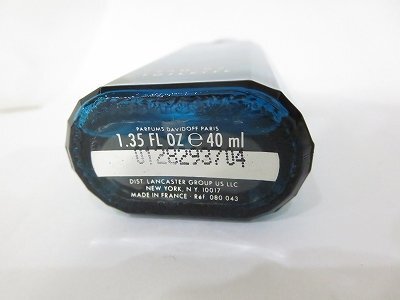 PARFUMS DAVIDOFF PARIS
1.35 FL OZ ℮ 40 ml
0128293704
DIST. LANCASTER GROUP US LLC
NEW YORK, N.Y. 10017
MADE IN FRANCE • Réf 080 043